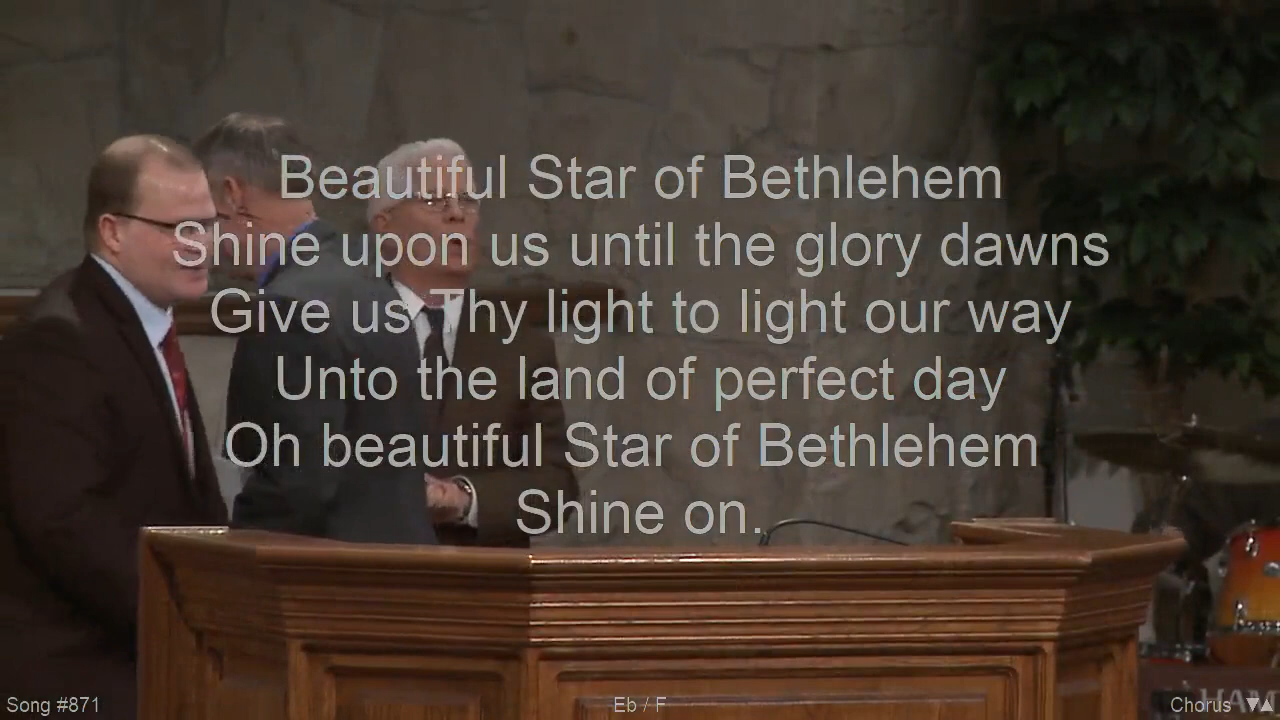 Beautiful Star of Bethlehem
Shine upon us until the glory dawns
Give us Thy light to light our way
Unto the land of perfect day
Oh beautiful Star of Bethlehem
Shine on.
Song #871
Eb / F
Chorus ▼▲
HAM